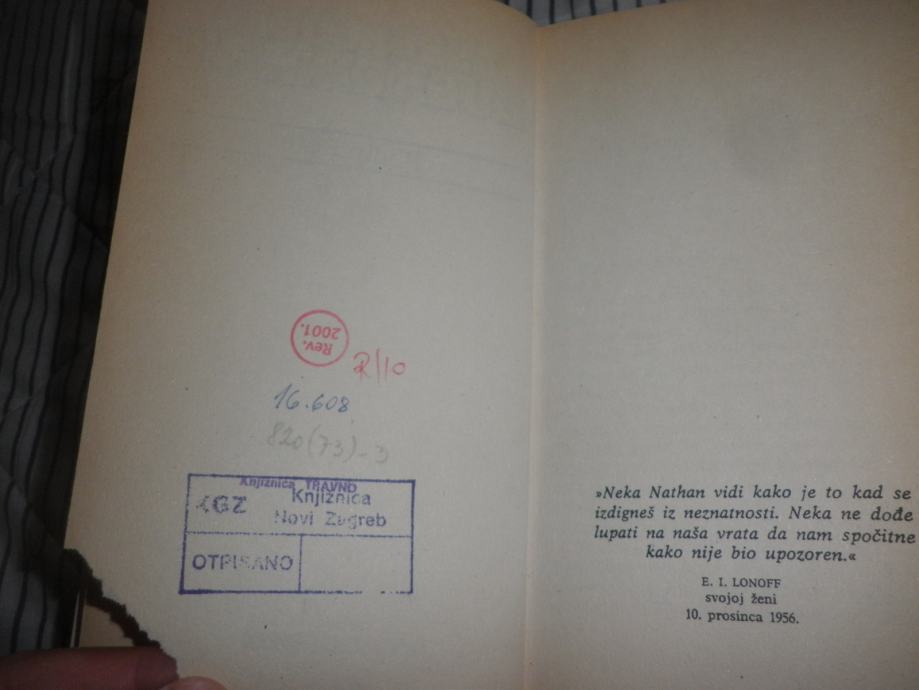 Rev.
2001.
R/10
16.608
820(73)-3
Knjižnica TRAVNO
KGZ
Knjižnica
Novi Zagreb
OTPISANO
»Neka Nathan vidi kako je to kad se
izdigneš iz neznatnosti. Neka ne dođe
lupati na naša vrata da nam spočitne
kako nije bio upozoren.«
E. I. LONOFF
svojoj ženi
10. prosinca 1956.